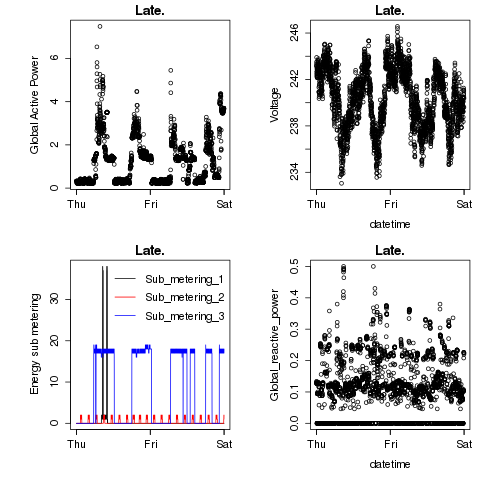 Late.
Global Active Power
6
4
2
0
Thu
Fri
Sat
Late.
Voltage
246
242
238
234
Thu
Fri
Sat
datetime
Late.
Energy sub metering
30
20
10
0
Sub_metering_1
Sub_metering_2
Sub_metering_3
Thu
Fri
Sat
Late.
Global_reactive_power
0.5
0.4
0.3
0.2
0.1
0.0
Thu
Fri
Sat
datetime